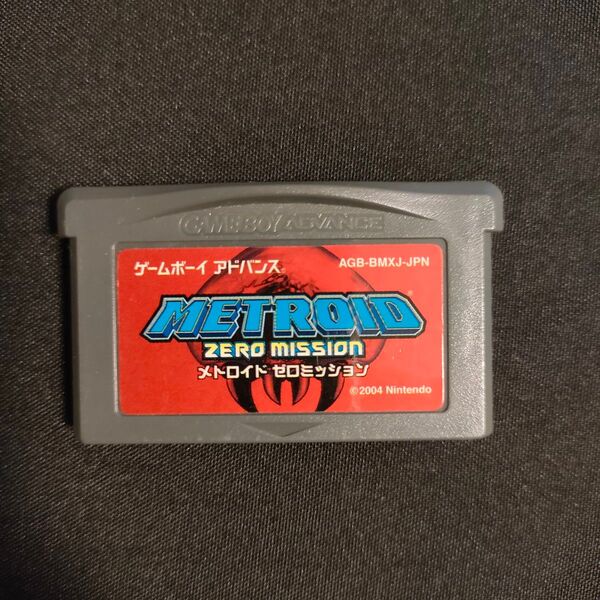 GAME BOY ADVANCE
ゲームボーイ アドバンス® AGB-BMXJ-JPN
METROID®
ZERO MISSION
メトロイド ゼロミッション
©2004 Nintendo